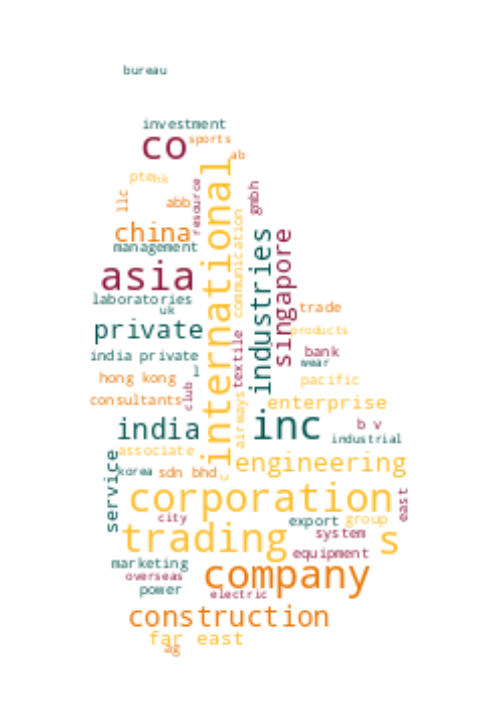 bureau
investment
co
sports
ab
pte
hk
llc
abb
resource
gmbh
china
management
international
communication
industries
singapore
asia
laboratories
uk
trade
private
products
textile
bank
india private
wear
l
hong kong
pacific
club
consultants
enterprise
airways
india
inc
b v
industrial
associate
engineering
service
korea
sdn bhd
c
corporation
east
city
export
group
trading
system
s
equipment
marketing
overseas
company
power
electric
construction
far east
ag